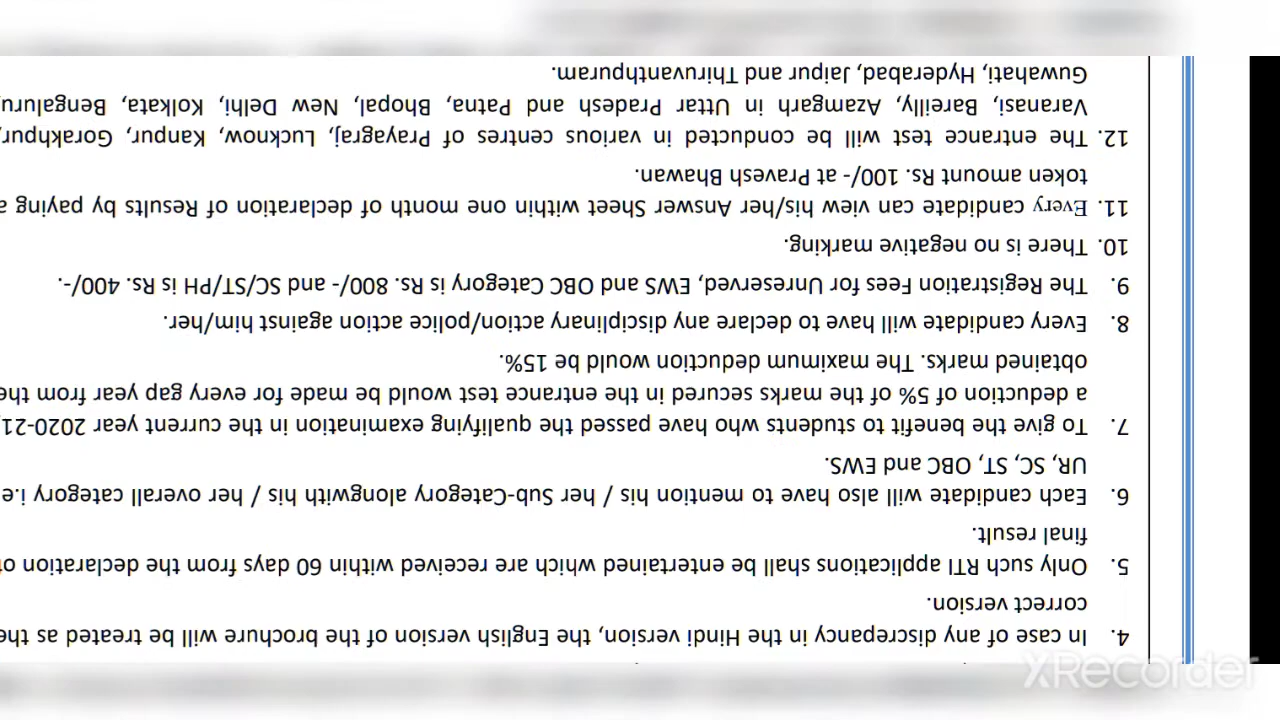 4. In case of any discrepancy in the Hindi version, the English version of the brochure will be treated as the
correct version.
5. Only such RTI applications shall be entertained which are received within 60 days from the declaration of
final result.
6. Each candidate will also have to mention his / her Sub-Category alongwith his / her overall category i.e
UR, SC, ST, OBC and EWS.
7. To give the benefit to students who have passed the qualifying examination in the current year 2020-21,
a deduction of 5% of the marks secured in the entrance test would be made for every gap year from the
obtained marks. The maximum deduction would be 15%.
8. Every candidate will have to declare any disciplinary action/police action against him/her.
9. The Registration Fees for Unreserved, EWS and OBC Category is Rs. 800/- and SC/ST/PH is Rs. 400/-.
10. There is no negative marking.
11. Every candidate can view his/her Answer Sheet within one month of declaration of Results by paying a
token amount Rs. 100/- at Pravesh Bhawan.
12. The entrance test will be conducted in various centres of Prayagraj, Lucknow, Kanpur, Gorakhpur,
Varanasi, Bareilly, Azamgarh in Uttar Pradesh and Patna, Bhopal, New Delhi, Kolkata, Bengaluru,
Guwahati, Hyderabad, Jaipur and Thiruvanthpuram.
XRecorder